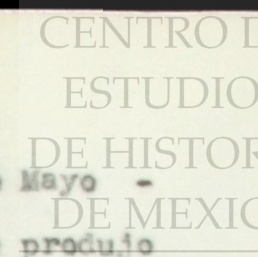 CENTRO D
ESTUDIO
DE HISTOR
Mayo -
DE MEXIC
produjo